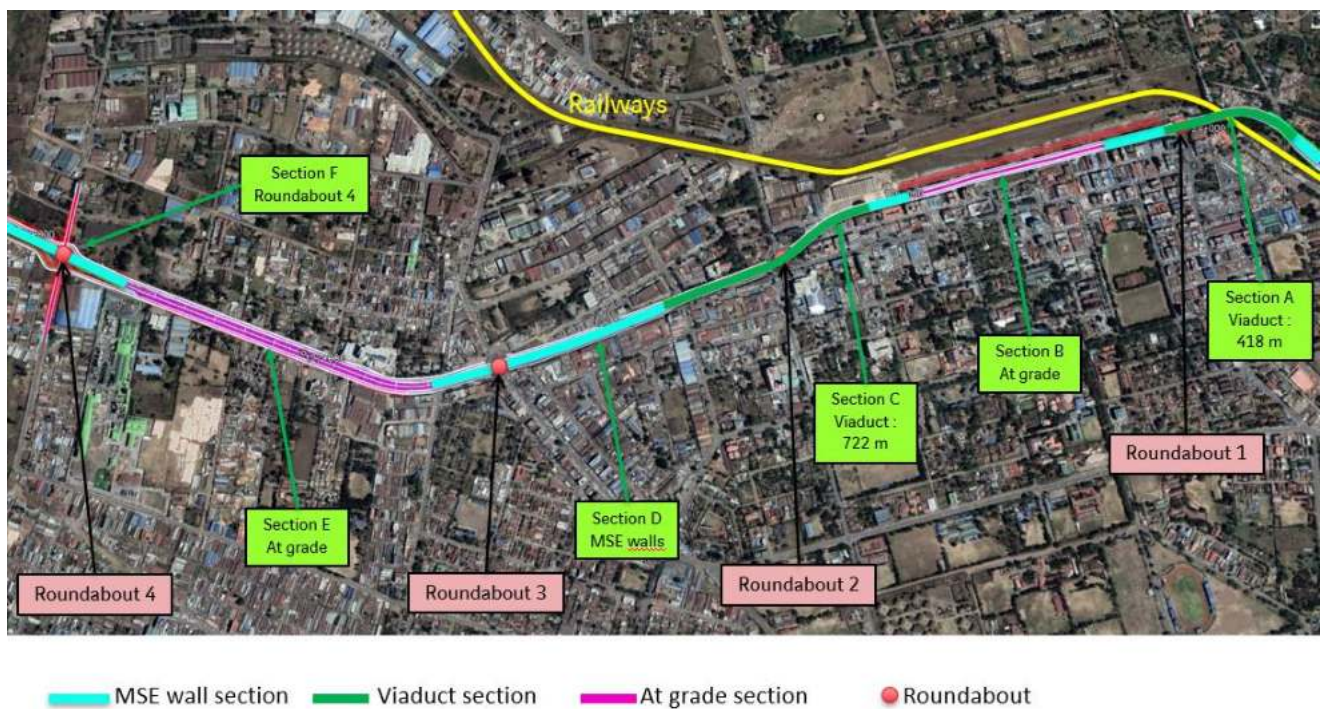 Railways
Section F
Roundabout 4
Section A
Viaduct :
418 m
Section B
At grade
Section C
Viaduct :
722 m
Roundabout 1
Section D
MSE walls
Section E
At grade
Roundabout 2
Roundabout 3
Roundabout 4
MSE wall section
Viaduct section
At grade section
Roundabout